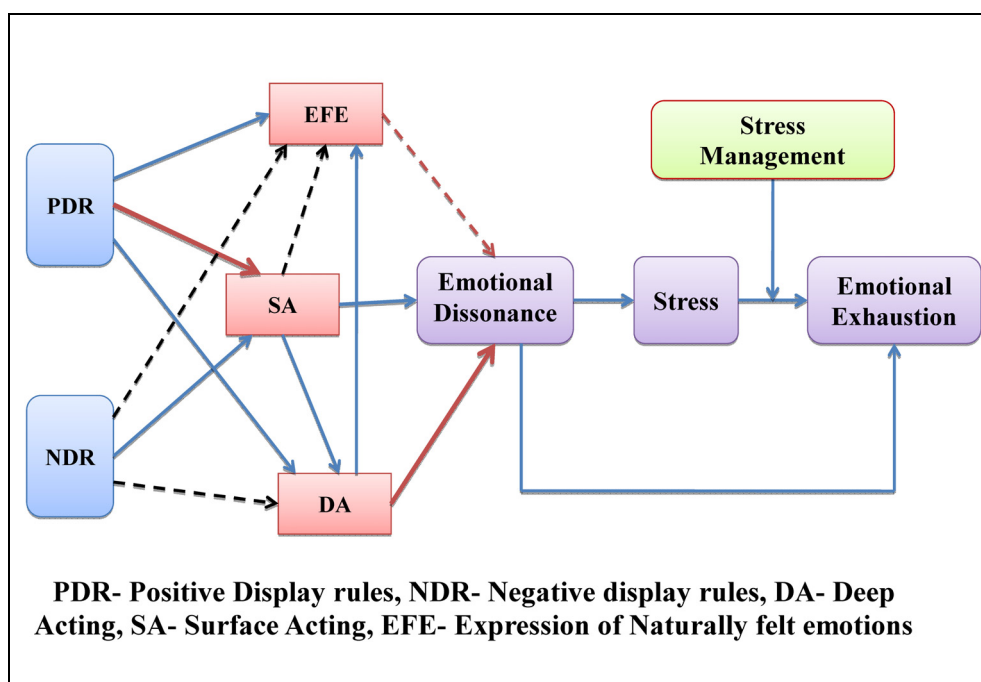 EFE
Stress
Management
PDR
SA
Emotional
Dissonance
Stress
Emotional
Exhaustion
NDR
DA
PDR- Positive Display rules, NDR- Negative display rules, DA- Deep
Acting, SA- Surface Acting, EFE- Expression of Naturally felt emotions